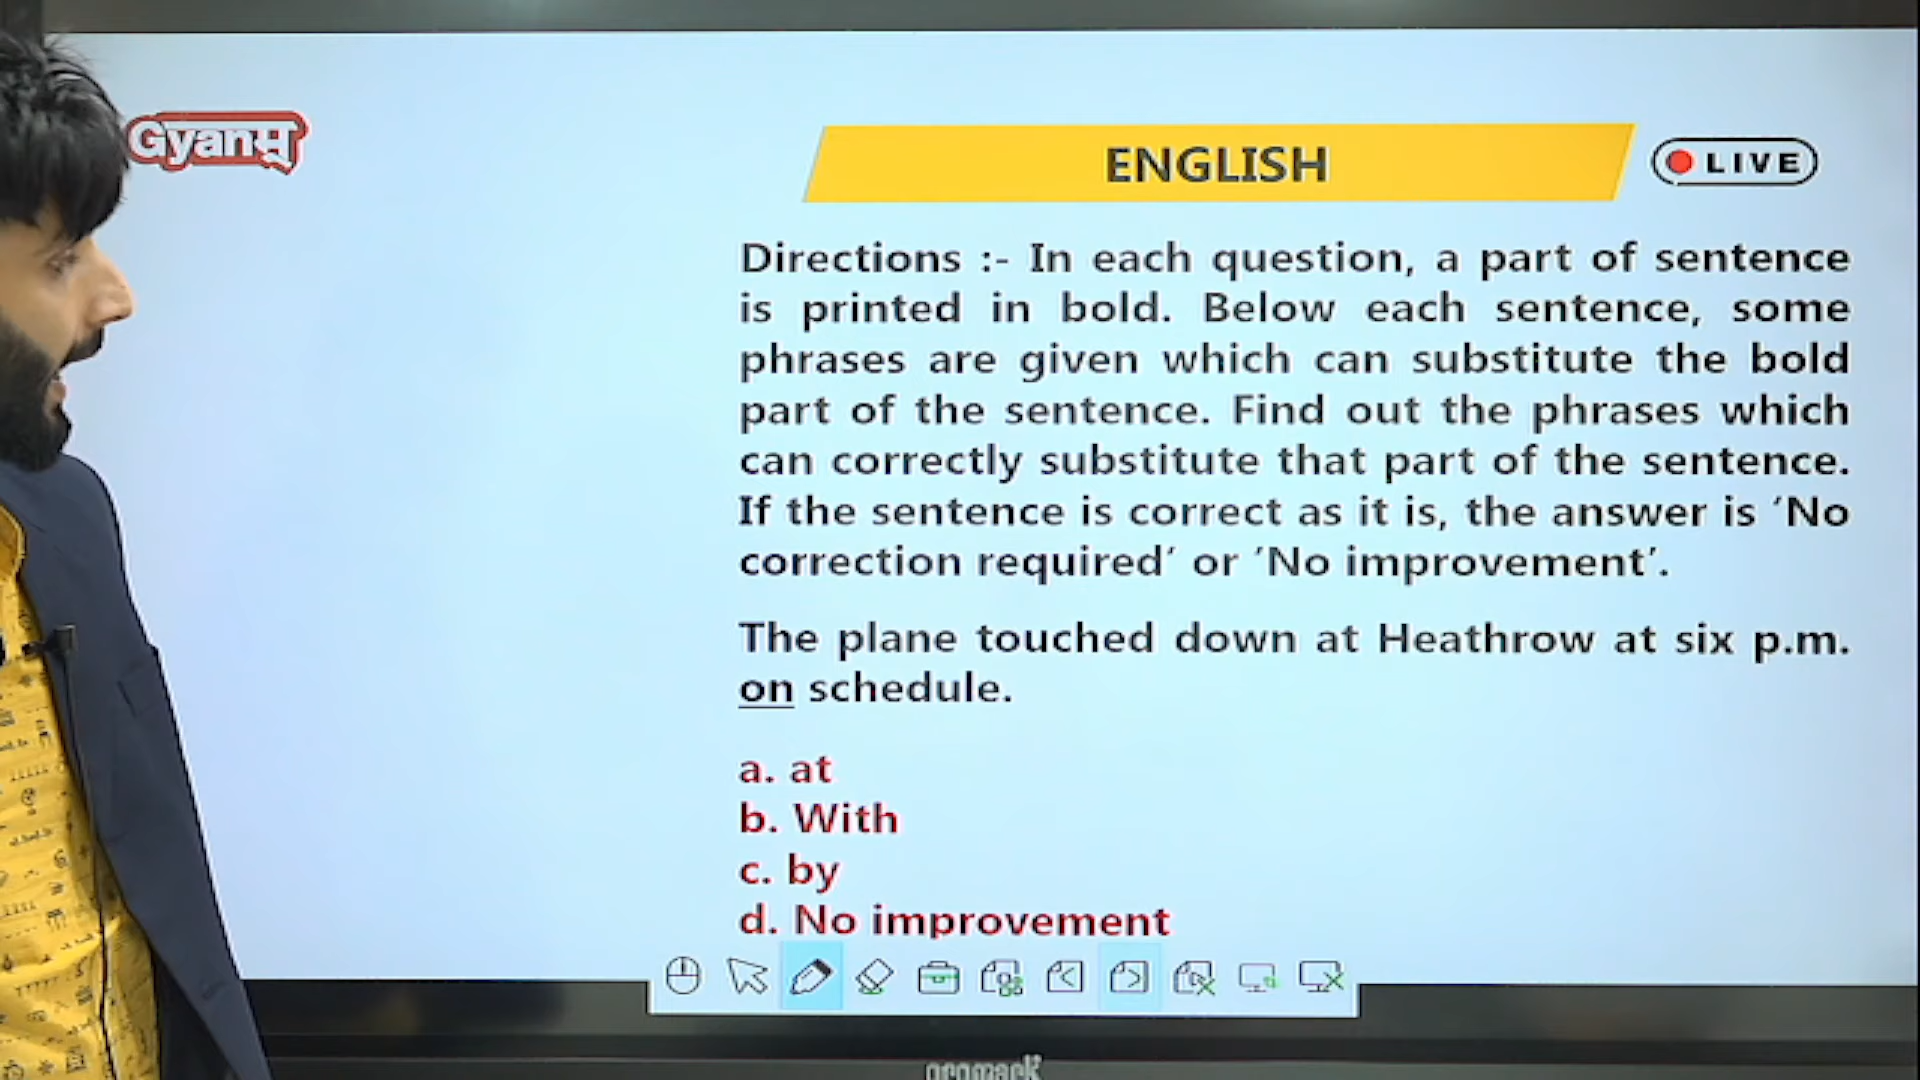 Gyanम्
ENGLISH
LIVE
Directions :- In each question, a part of sentence
is printed in bold. Below each sentence, some
phrases are given which can substitute the bold
part of the sentence. Find out the phrases which
can correctly substitute that part of the sentence.
If the sentence is correct as it is, the answer is ‘No
correction required’ or ‘No improvement’.
The plane touched down at Heathrow at six p.m.
on schedule.
a. at
b. With
c. by
d. No improvement